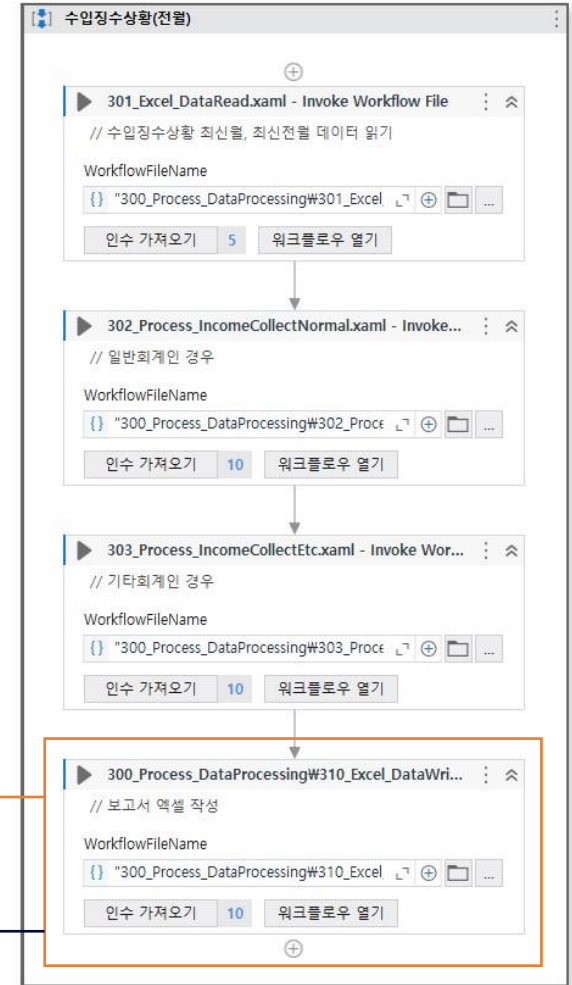 수입징수상황(전월)
301_Excel_DataRead.xaml - Invoke Workflow File
// 수입징수상황 최신월, 최신전월 데이터 읽기
WorkflowFileName
{} "300_Process_DataProcessing₩301_Excel_ ...
인수 가져오기 5 워크플로우 열기
302_Process_IncomeCollectNormal.xaml - Invoke...
// 일반회계인 경우
WorkflowFileName
{} "300_Process_DataProcessing₩302_Proce ...
인수 가져오기 10 워크플로우 열기
303_Process_IncomeCollectEtc.xaml - Invoke Wor...
// 기타회계인 경우
WorkflowFileName
{} "300_Process_DataProcessing₩303_Proce ...
인수 가져오기 10 워크플로우 열기
300_Process_DataProcessing₩310_Excel_DataWri...
// 보고서 엑셀 작성
WorkflowFileName
{} "300_Process_DataProcessing₩310_Excel_ ...
인수 가져오기 10 워크플로우 열기